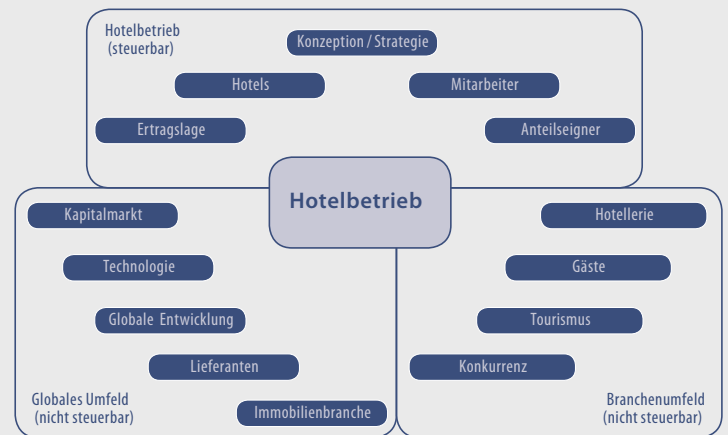 Hotelbetrieb
(steuerbar)
Konzeption / Strategie
Hotels
Mitarbeiter
Ertragslage
Anteilseigner
Hotelbetrieb
Kapitalmarkt
Technologie
Globale Entwicklung
Lieferanten
Immobilienbranche
Globales Umfeld
(nicht steuerbar)
Hotellerie
Gäste
Tourismus
Konkurrenz
Branchenumfeld
(nicht steuerbar)